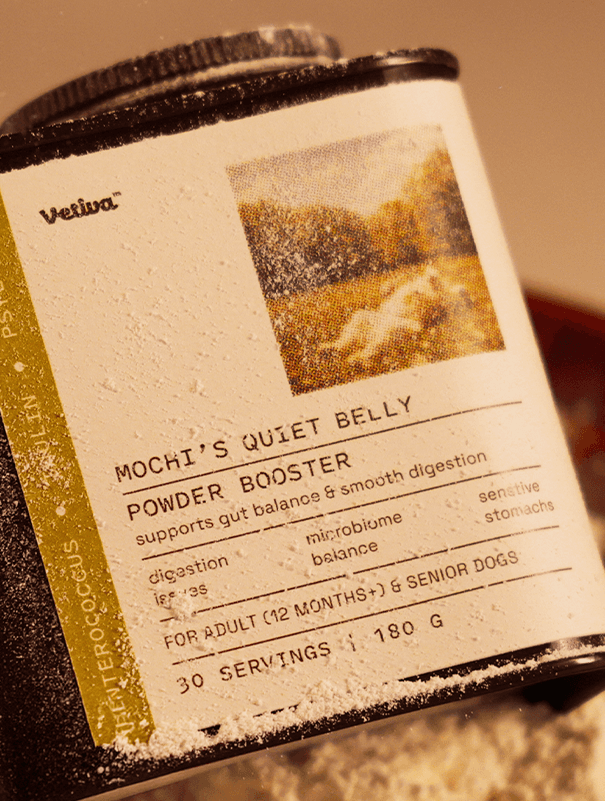 Vetiva™
MOCHI'S QUIET BELLY
POWDER BOOSTER
supports gut balance & smooth digestion
digestion
issues
microbiome
balance
senstive
stomachs
FOR ADULT (12 MONTHS+) & SENIOR DOGS
30 SERVINGS | 180 G
ENTEROCOCCUS •